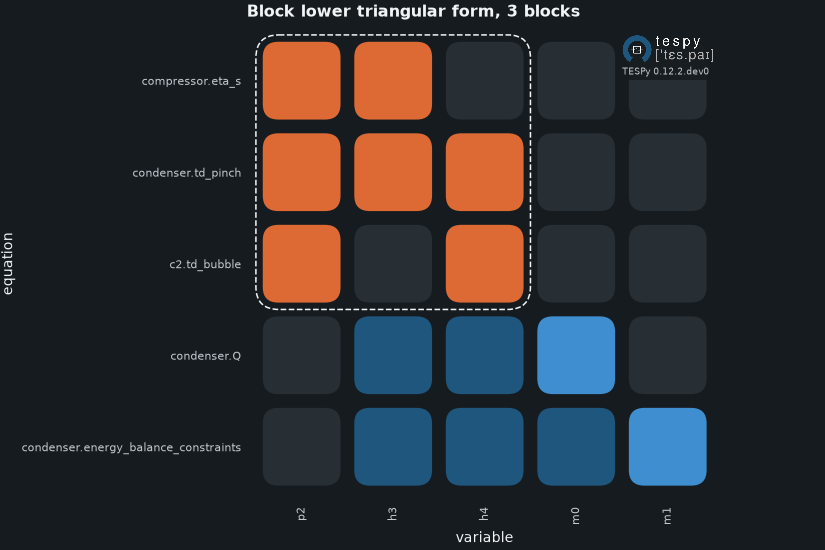 Block lower triangular form, 3 blocks
tespy
['tɛs.paɪ]
TESPy 0.12.2.dev0
compressor.eta_s
condenser.td_pinch
c2.td_bubble
condenser.Q
condenser.energy_balance_constraints
equation
p2
h3
h4
m0
m1
variable